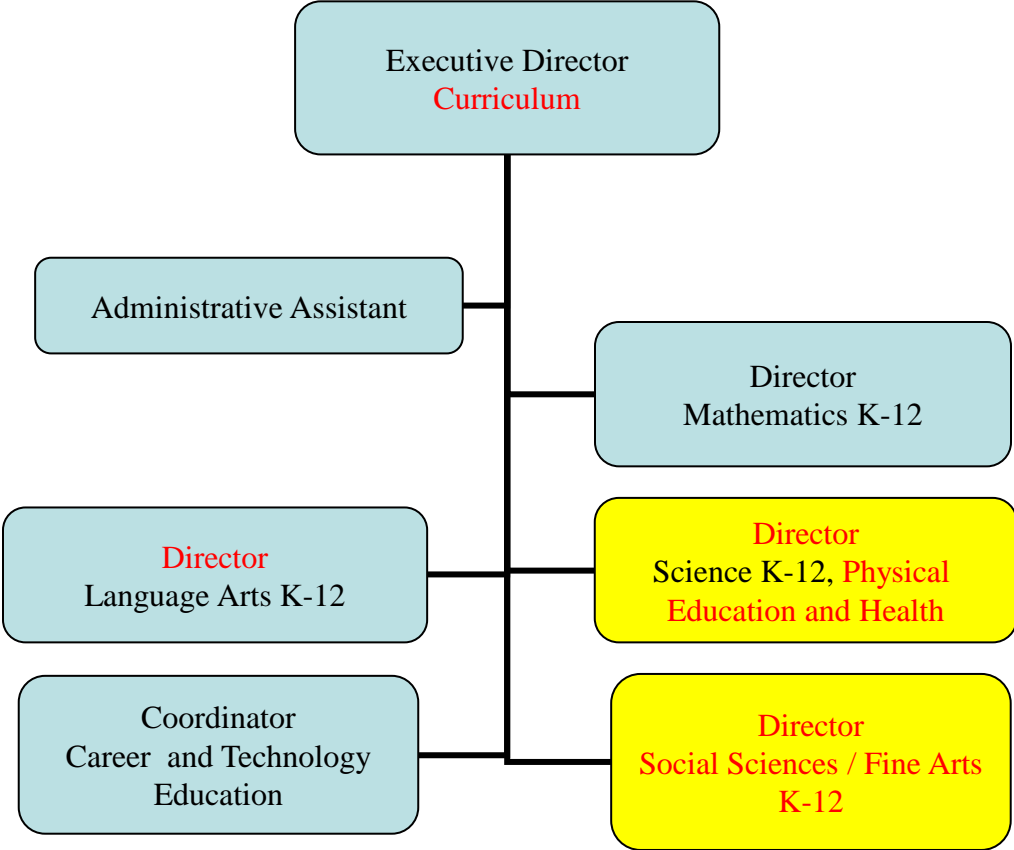 Executive Director
Curriculum
Administrative Assistant
Director
Mathematics K-12
Director
Language Arts K-12
Director
Science K-12, Physical
Education and Health
Coordinator
Career and Technology
Education
Director
Social Sciences / Fine Arts
K-12